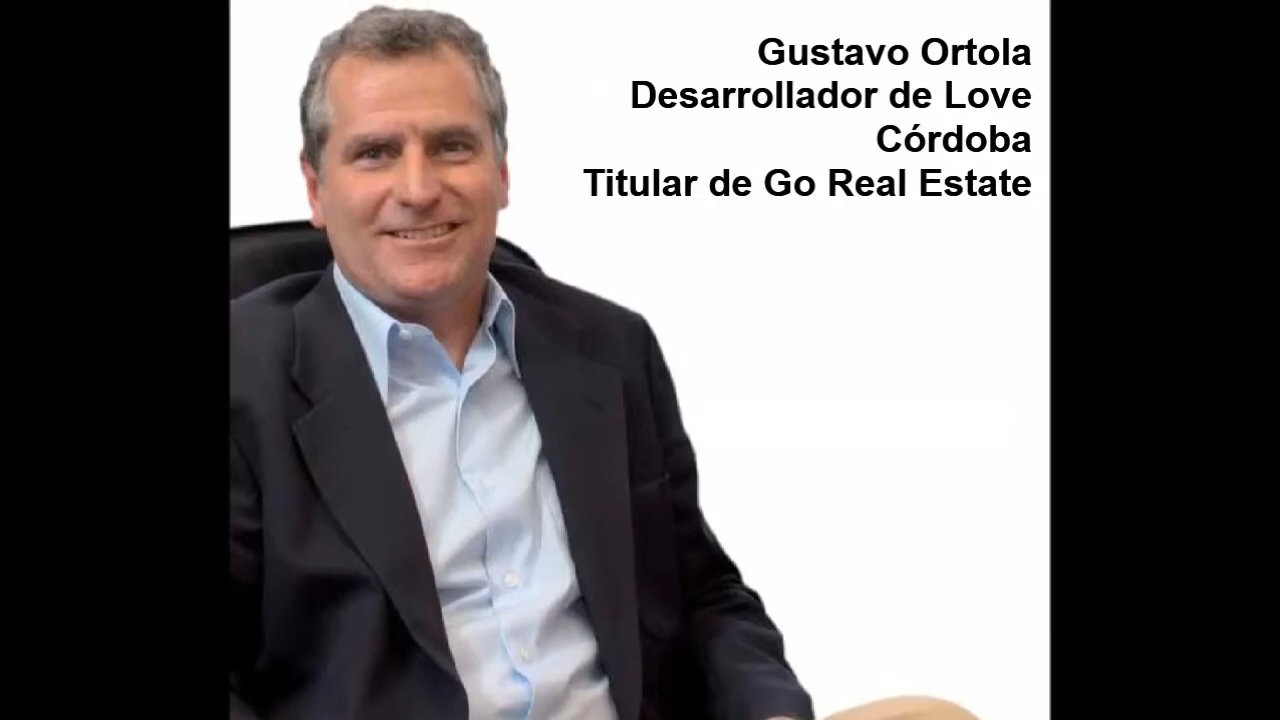 Gustavo Ortola
Desarrollador de Love
Córdoba
Titular de Go Real Estate